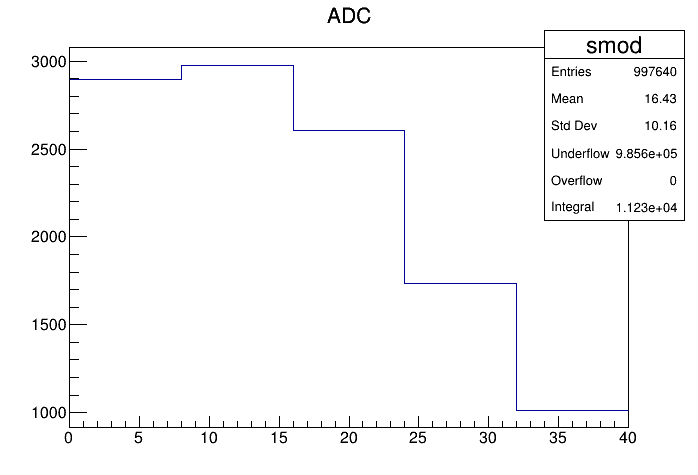 ADC
smod
Entries 997640
Mean 16.43
Std Dev 10.16
Underflow 9.856e+05
Overflow 0
Integral 1.123e+04
3000
2500
2000
1500
1000
0 5 10 15 20 25 30 35 40